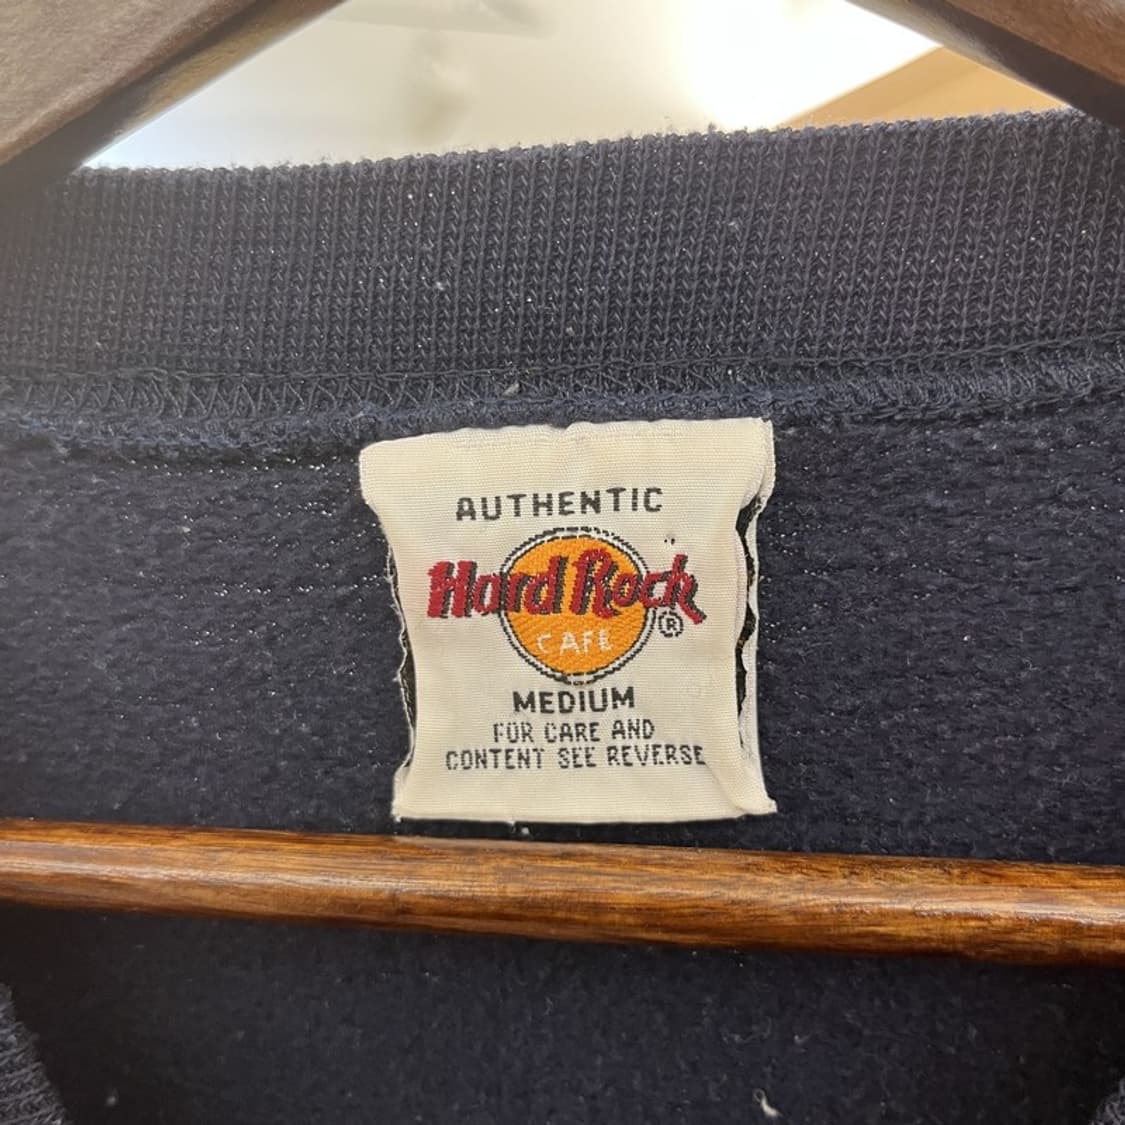 AUTHENTIC
Hard Rock
®
CAFE
MEDIUM
FOR CARE AND
CONTENT SEE REVERSE